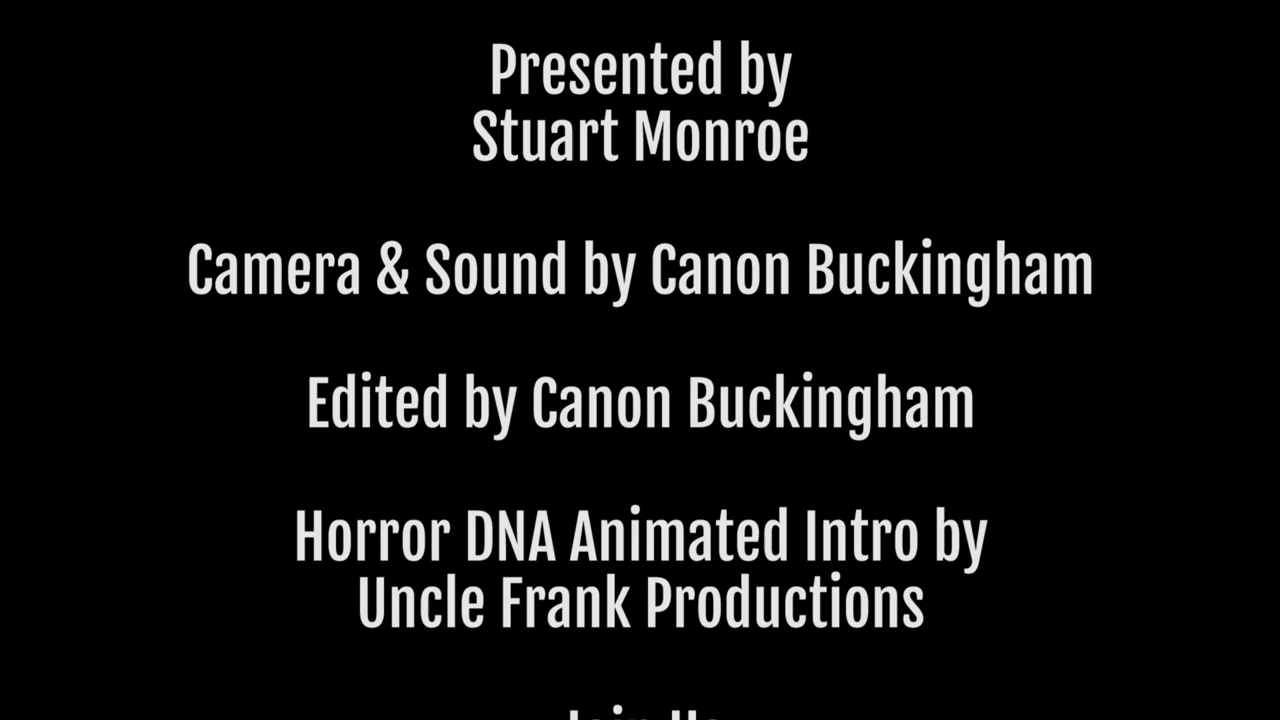 Presented by
Stuart Monroe
Camera & Sound by Canon Buckingham
Edited by Canon Buckingham
Horror DNA Animated Intro by
Uncle Frank Productions